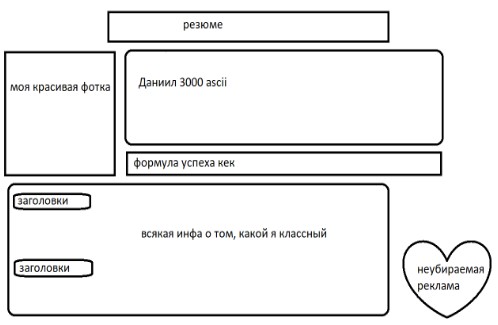 резюме
моя красивая фотка
Даниил 3000 ascii
формула успеха кек
заголовки
всякая инфа о том, какой я классный
заголовки
неубираемая
реклама